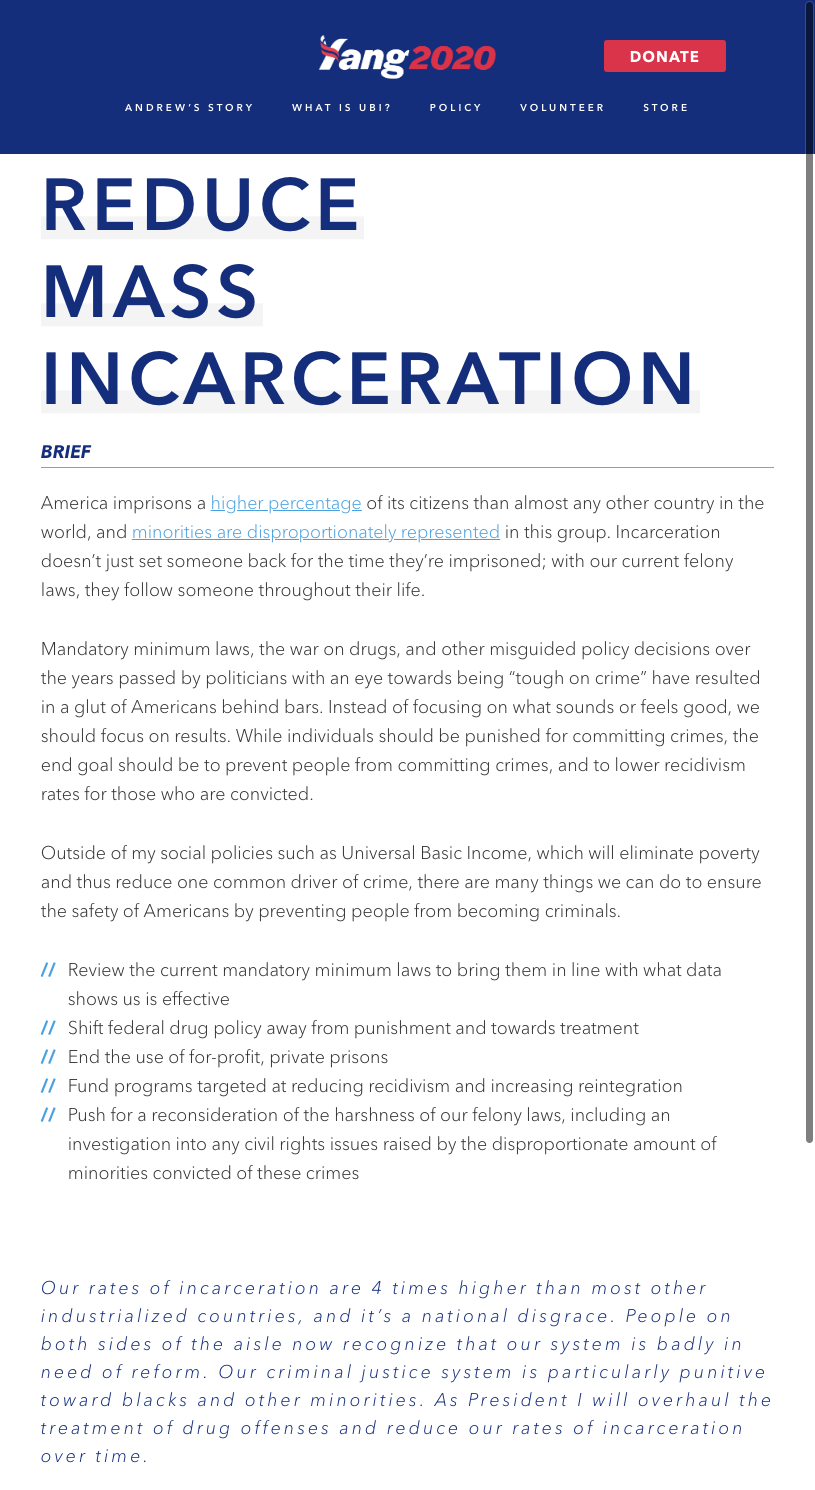 Yang2020
DONATE
ANDREW'S STORY WHAT IS UBI? POLICY VOLUNTEER STORE
REDUCE
MASS
INCARCERATION
BRIEF
America imprisons a higher percentage of its citizens than almost any other country in the
world, and minorities are disproportionately represented in this group. Incarceration
doesn’t just set someone back for the time they’re imprisoned; with our current felony
laws, they follow someone throughout their life.
Mandatory minimum laws, the war on drugs, and other misguided policy decisions over
the years passed by politicians with an eye towards being “tough on crime” have resulted
in a glut of Americans behind bars. Instead of focusing on what sounds or feels good, we
should focus on results. While individuals should be punished for committing crimes, the
end goal should be to prevent people from committing crimes, and to lower recidivism
rates for those who are convicted.
Outside of my social policies such as Universal Basic Income, which will eliminate poverty
and thus reduce one common driver of crime, there are many things we can do to ensure
the safety of Americans by preventing people from becoming criminals.
// Review the current mandatory minimum laws to bring them in line with what data
shows us is effective
// Shift federal drug policy away from punishment and towards treatment
// End the use of for-profit, private prisons
// Fund programs targeted at reducing recidivism and increasing reintegration
// Push for a reconsideration of the harshness of our felony laws, including an
investigation into any civil rights issues raised by the disproportionate amount of
minorities convicted of these crimes
Our rates of incarceration are 4 times higher than most other
industrialized countries, and it’s a national disgrace. People on
both sides of the aisle now recognize that our system is badly in
need of reform. Our criminal justice system is particularly punitive
toward blacks and other minorities. As President I will overhaul the
treatment of drug offenses and reduce our rates of incarceration
over time.